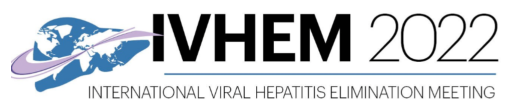 IVHEM 2022
INTERNATIONAL VIRAL HEPATITIS ELIMINATION MEETING